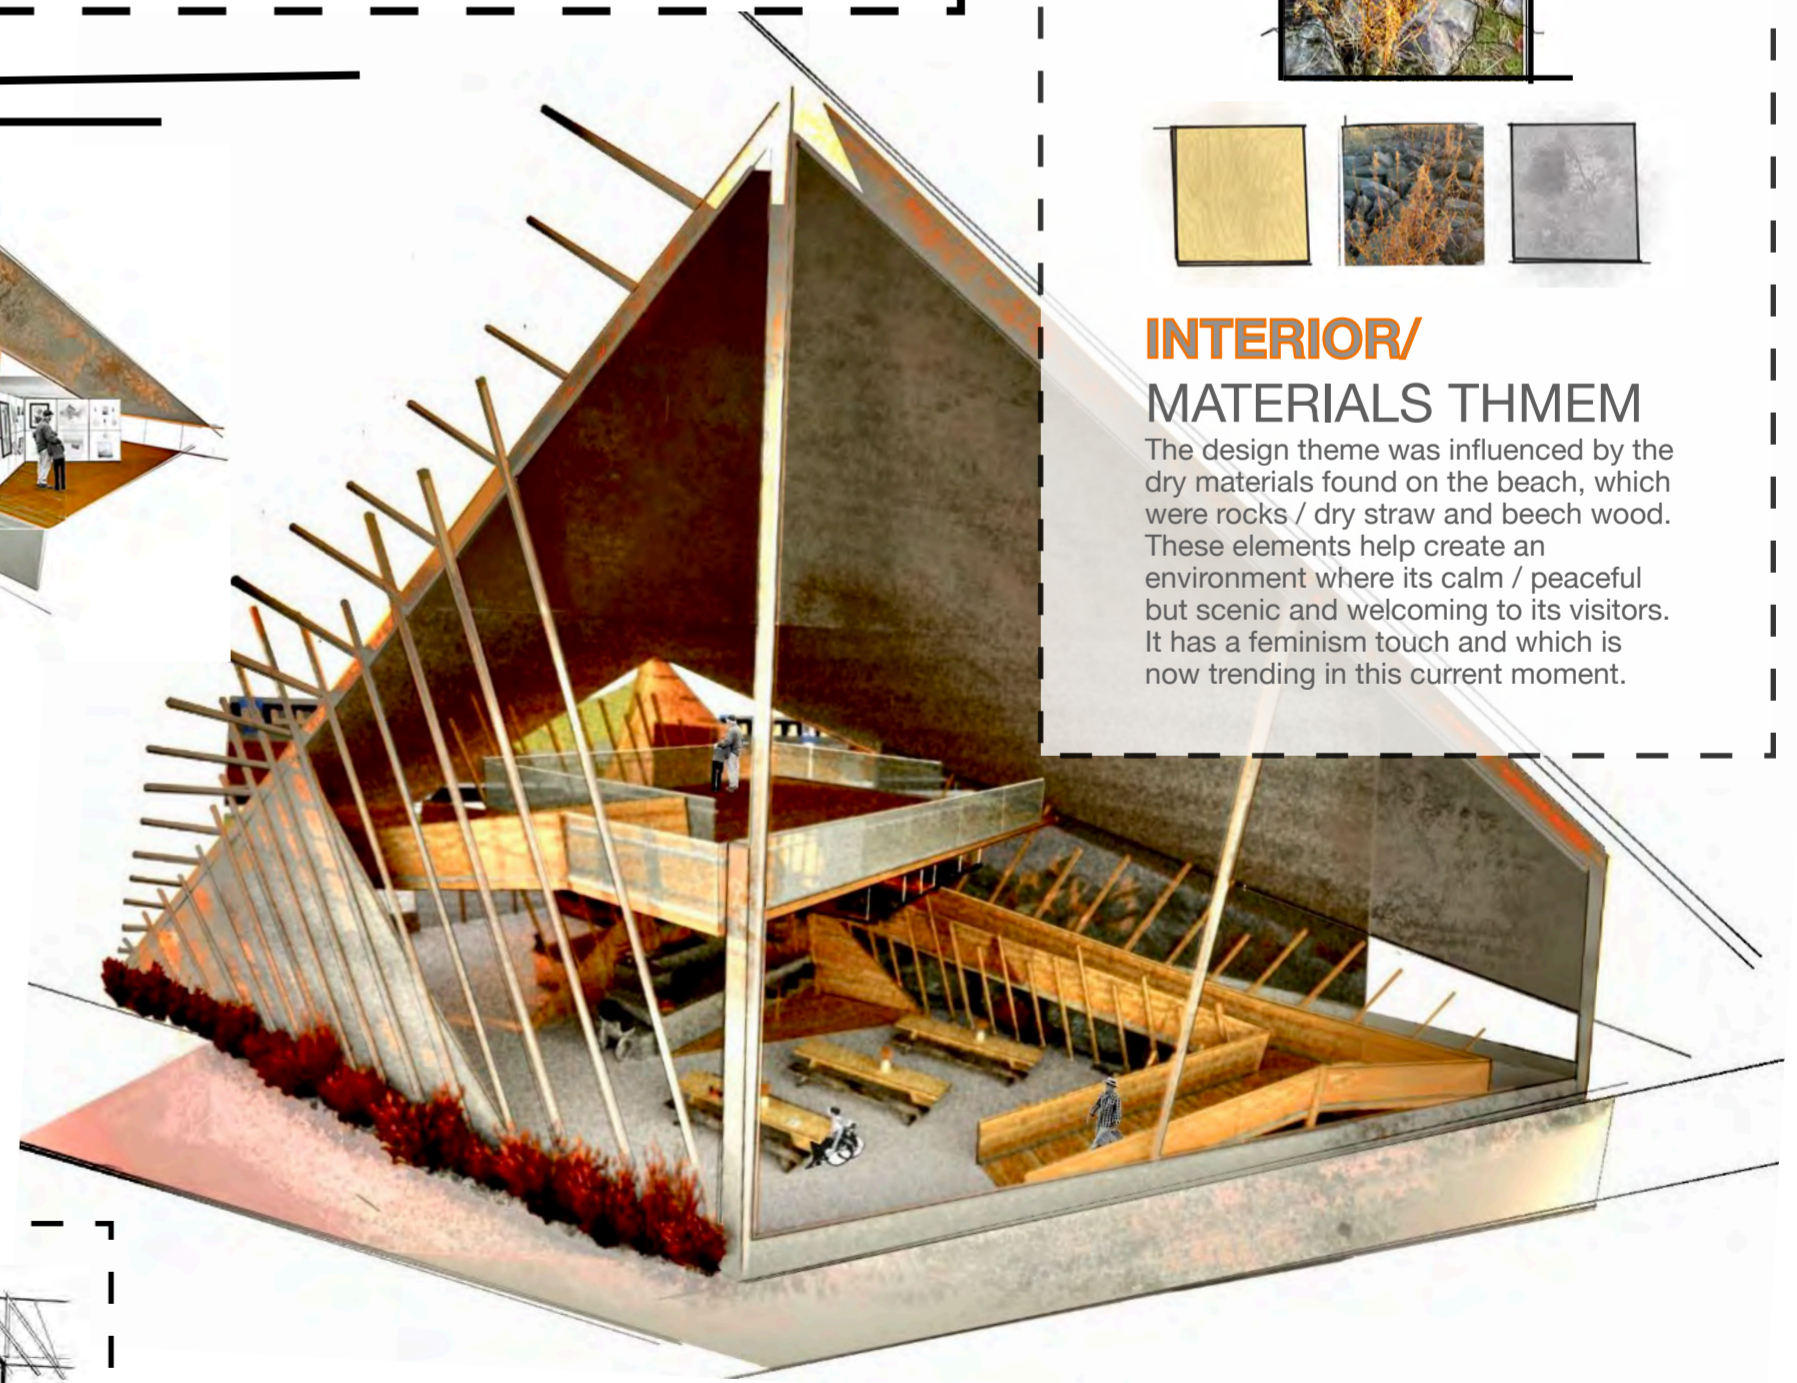 INTERIOR/
MATERIALS THMEM
The design theme was influenced by the
dry materials found on the beach, which
were rocks / dry straw and beech wood.
These elements help create an
environment where its calm / peaceful
but scenic and welcoming to its visitors.
It has a feminism touch and which is
now trending in this current moment.